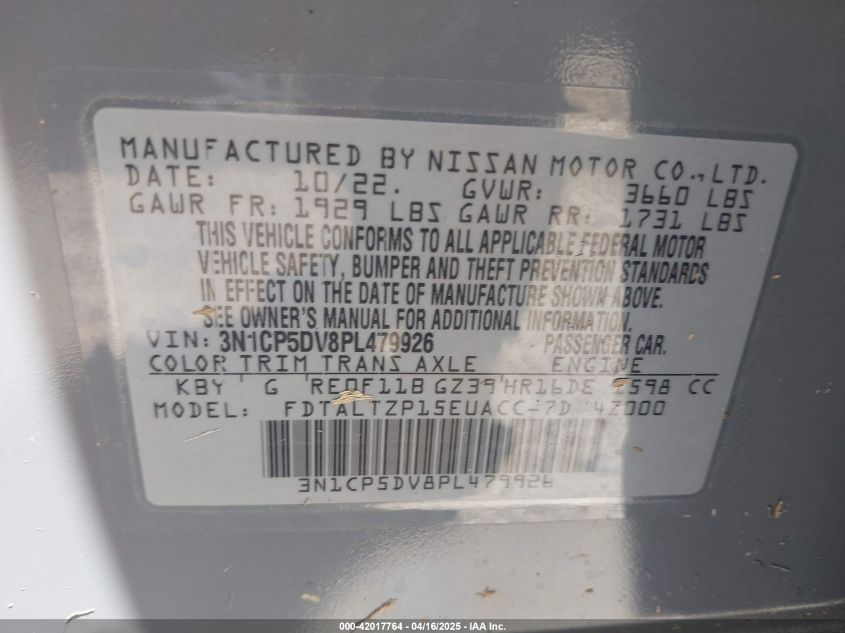 MANUFACTURED BY NISSAN MOTOR CO.,LTD.
DATE: 10/22. GVWR: 3660 LBS
GAWR FR: 1929 LBS GAWR RR: 1731 LBS
THIS VEHICLE CONFORMS TO ALL APPLICABLE FEDERAL MOTOR
VEHICLE SAFETY, BUMPER AND THEFT PREVENTION STANDARDS
IN EFFECT ON THE DATE OF MANUFACTURE SHOWN ABOVE.
SEE OWNER'S MANUAL FOR ADDITIONAL INFORMATION.
VIN: 3N1CP5DV8PL479926 PASSENGER CAR.
COLOR TRIM TRANS AXLE ENGINE
KBY G RE0F11B GZ39 HR16DE 1598 CC
MODEL: FDTALTZP15EUACC-7D 4Z000
3N1CP5DV8PL479926
000-42017764 - 04/16/2025 - IAA Inc.